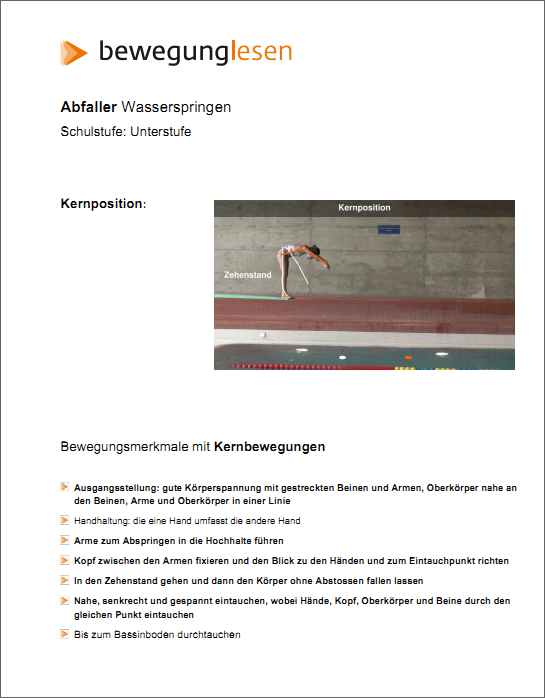 bewegunglesen
Abfaller Wasserspringen
Schulstufe: Unterstufe
Kernposition:
Kernposition
Zehenstand
Bewegungsmerkmale mit Kernbewegungen
Ausgangsstellung: gute Körperspannung mit gestreckten Beinen und Armen, Oberkörper nahe an
den Beinen, Arme und Oberkörper in einer Linie
Handhaltung: die eine Hand umfasst die andere Hand
Arme zum Abspringen in die Hochhalte führen
Kopf zwischen den Armen fixieren und den Blick zu den Händen und zum Eintauchpunkt richten
In den Zehenstand gehen und dann den Körper ohne Abstossen fallen lassen
Nahe, senkrecht und gespannt eintauchen, wobei Hände, Kopf, Oberkörper und Beine durch den
gleichen Punkt eintauchen
Bis zum Bassinboden durchtauchen